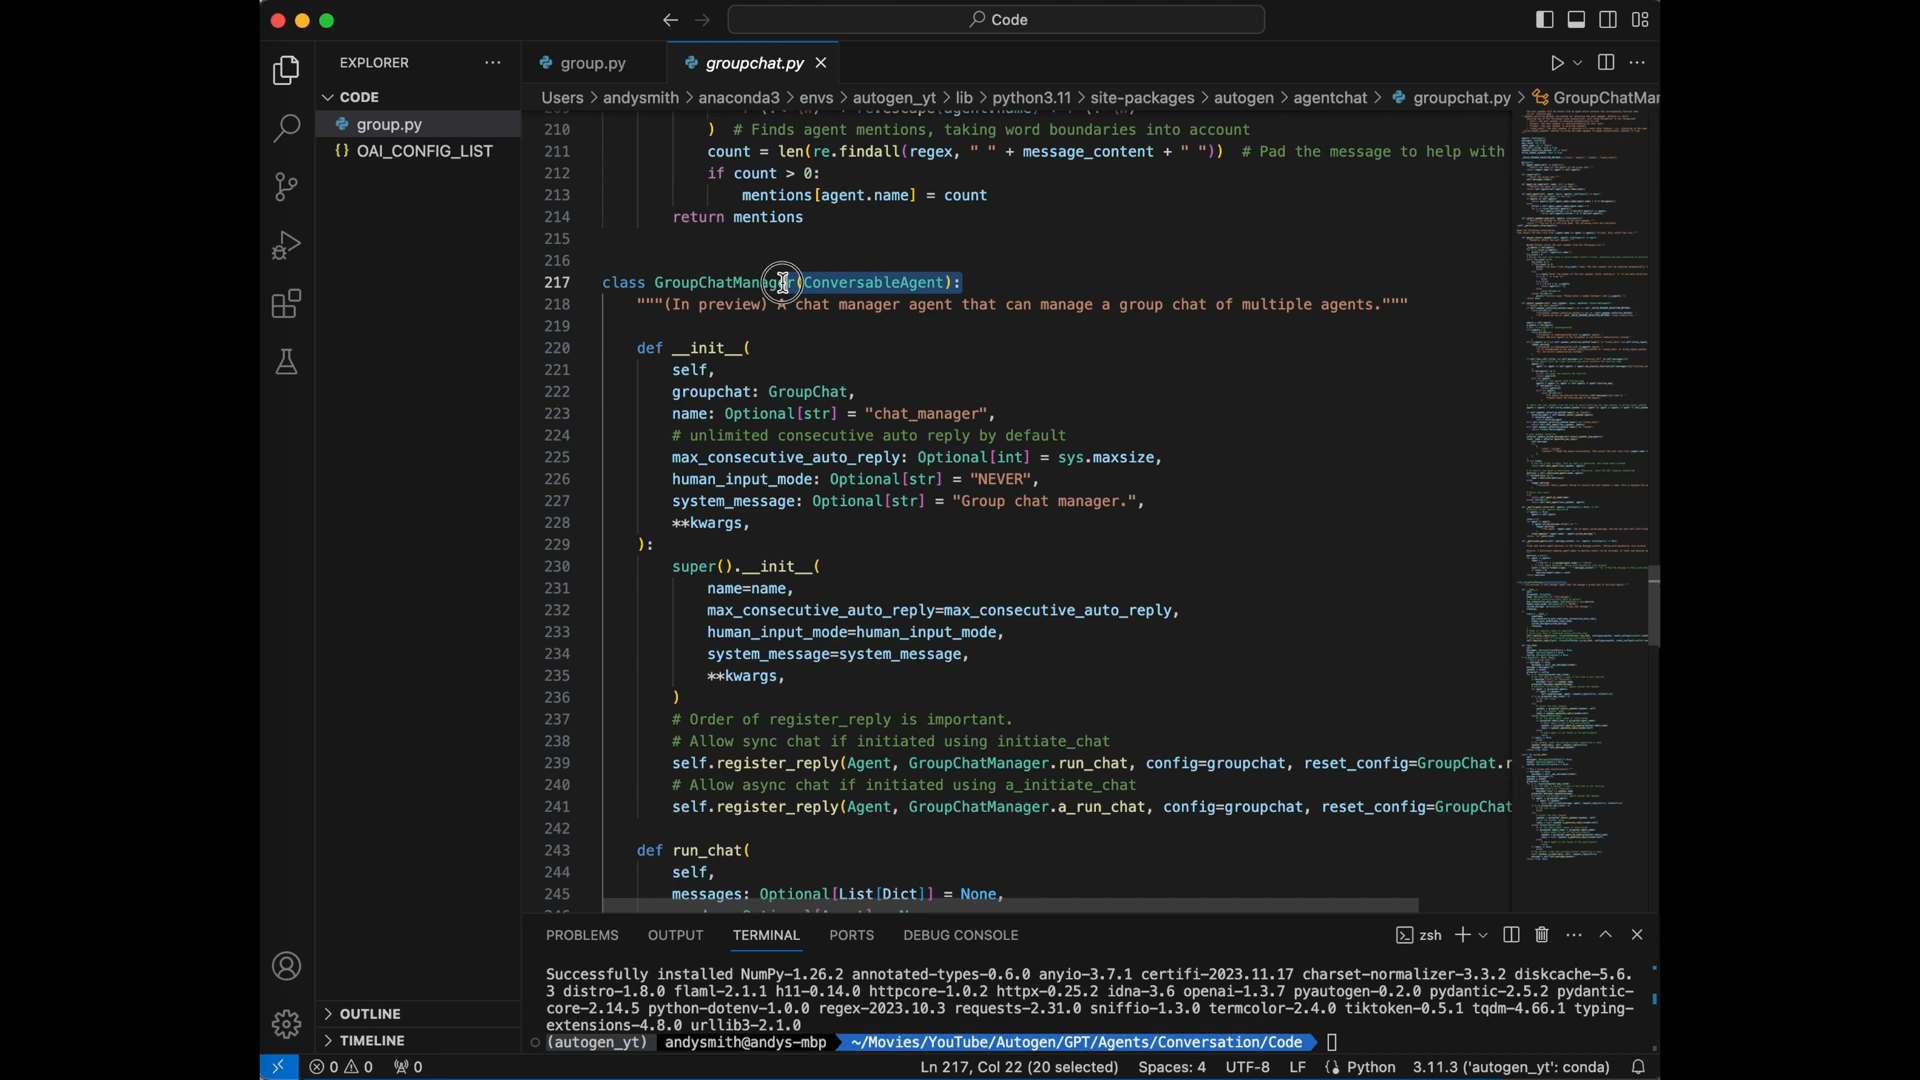 Code
EXPLORER
group.py
groupchat.py
CODE
group.py
OAI_CONFIG_LIST
Users > andysmith > anaconda3 > envs > autogen_yt > lib > python3.11 > site-packages > autogen > agentchat > groupchat.py > GroupChatMar
210 ) # Finds agent mentions, taking word boundaries into account
211 count = len(re.findall(regex, " " + message_content + " ")) # Pad the message to help with
212 if count > 0:
213 mentions[agent.name] = count
214 return mentions
215
216
217 class GroupChatManager(ConversableAgent):
218 """(In preview) A chat manager agent that can manage a group chat of multiple agents."""
219
220 def __init__(
221 self,
222 groupchat: GroupChat,
223 name: Optional[str] = "chat_manager",
224 # unlimited consecutive auto reply by default
225 max_consecutive_auto_reply: Optional[int] = sys.maxsize,
226 human_input_mode: Optional[str] = "NEVER",
227 system_message: Optional[str] = "Group chat manager.",
228 **kwargs,
229 ):
230 super().__init__(
231 name=name,
232 max_consecutive_auto_reply=max_consecutive_auto_reply,
233 human_input_mode=human_input_mode,
234 system_message=system_message,
235 **kwargs,
236 )
237 # Order of register_reply is important.
238 # Allow sync chat if initiated using initiate_chat
239 self.register_reply(Agent, GroupChatManager.run_chat, config=groupchat, reset_config=GroupChat.r
240 # Allow async chat if initiated using a_initiate_chat
241 self.register_reply(Agent, GroupChatManager.a_run_chat, config=groupchat, reset_config=GroupChat
242
243 def run_chat(
244 self,
245 messages: Optional[List[Dict]] = None,
PROBLEMS OUTPUT TERMINAL PORTS DEBUG CONSOLE
zsh
Successfully installed NumPy-1.26.2 annotated-types-0.6.0 anyio-3.7.1 certifi-2023.11.17 charset-normalizer-3.3.2 diskcache-5.6.
3 distro-1.8.0 flaml-2.1.1 h11-0.14.0 httpcore-1.0.2 httpx-0.25.2 idna-3.6 openai-1.3.7 pyautogen-0.2.0 pydantic-2.5.2 pydantic-
core-2.14.5 python-dotenv-1.0.0 regex-2023.10.3 requests-2.31.0 sniffio-1.3.0 termcolor-2.4.0 tiktoken-0.5.1 tqdm-4.66.1 typing-
extensions-4.8.0 urllib3-2.1.0
(autogen_yt) andysmith@andys-mbp ~/Movies/YouTube/Autogen/GPT/Agents/Conversation/Code
OUTLINE
TIMELINE
0 0 0
Ln 217, Col 22 (20 selected) Spaces: 4 UTF-8 LF Python 3.11.3 ('autogen_yt': conda)